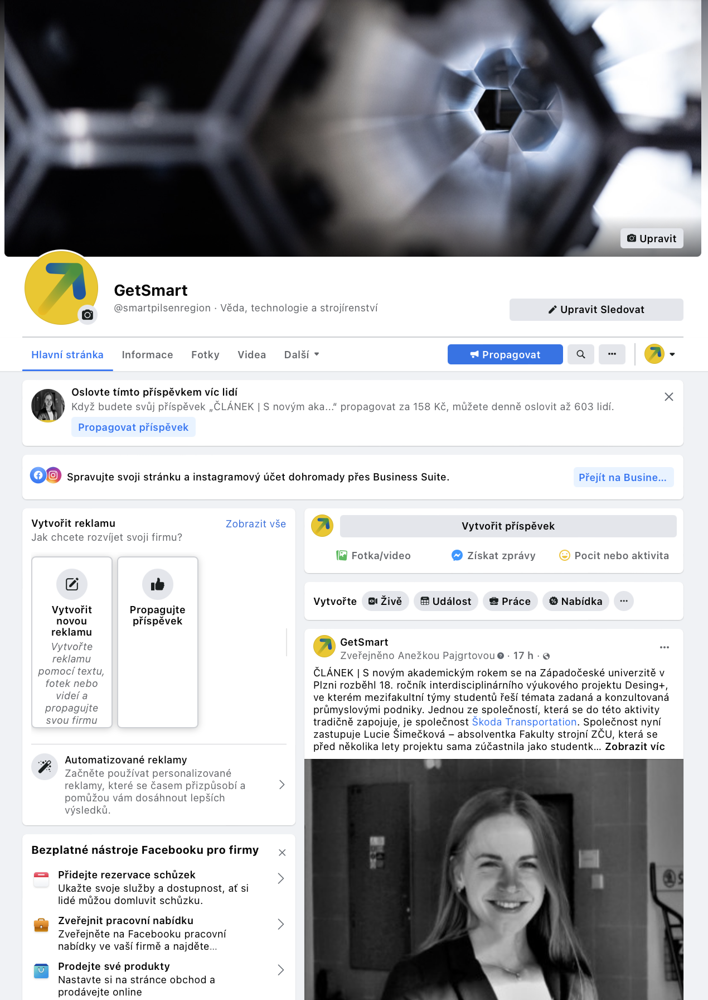 Upravit
GetSmart
@smartpilsenregion · Věda, technologie a strojírenství
Upravit Sledovat
Hlavní stránka
Informace
Fotky
Videa
Další
Propagovat
Oslovte tímto příspěvkem víc lidí
Když budete svůj příspěvek „ČLÁNEK | S novým aka...“ propagovat za 158 Kč, můžete denně oslovit až 603 lidí.
Propagovat příspěvek
Spravujte svoji stránku a instagramový účet dohromady přes Business Suite.
Přejít na Busine...
Vytvořit reklamu
Zobrazit vše
Jak chcete rozvíjet svoji firmu?
Vytvořit
novou
reklamu
Vytvořte
reklamu
pomocí textu,
fotek nebo
videí a
propagujte
svou firmu
Propagujte
příspěvek
Automatizované reklamy
Začněte používat personalizované
reklamy, které se časem přizpůsobí a
pomůžou vám dosáhnout lepších
výsledků.
Bezplatné nástroje Facebooku pro firmy
Přidejte rezervace schůzek
Ukažte svoje služby a dostupnost, ať si
lidé můžou domluvit schůzku.
Zveřejnit pracovní nabídku
Zveřejněte na Facebooku pracovní
nabídky ve vaší firmě a najděte...
Prodejte své produkty
Nastavte si na stránce obchod a
prodávejte online
Vytvořit příspěvek
Fotka/video
Získat zprávy
Pocit nebo aktivita
Vytvořte
Živě
Událost
Práce
Nabídka
GetSmart
Zveřejněno Anežkou Pajgrtovou · 17 h ·
ČLÁNEK | S novým akademickým rokem se na Západočeské univerzitě v
Plzni rozběhl 18. ročník interdisciplinárního výukového projektu Desing+,
ve kterém mezifakultní týmy studentů řeší témata zadaná a konzultovaná
průmyslovými podniky. Jednou ze společností, která se do této aktivity
tradičně zapojuje, je společnost Škoda Transportation. Společnost nyní
zastupuje Lucie Šimečková – absolventka Fakulty strojní ZČU, která se
před několika lety projektu sama zúčastnila jako studentk... Zobrazit víc